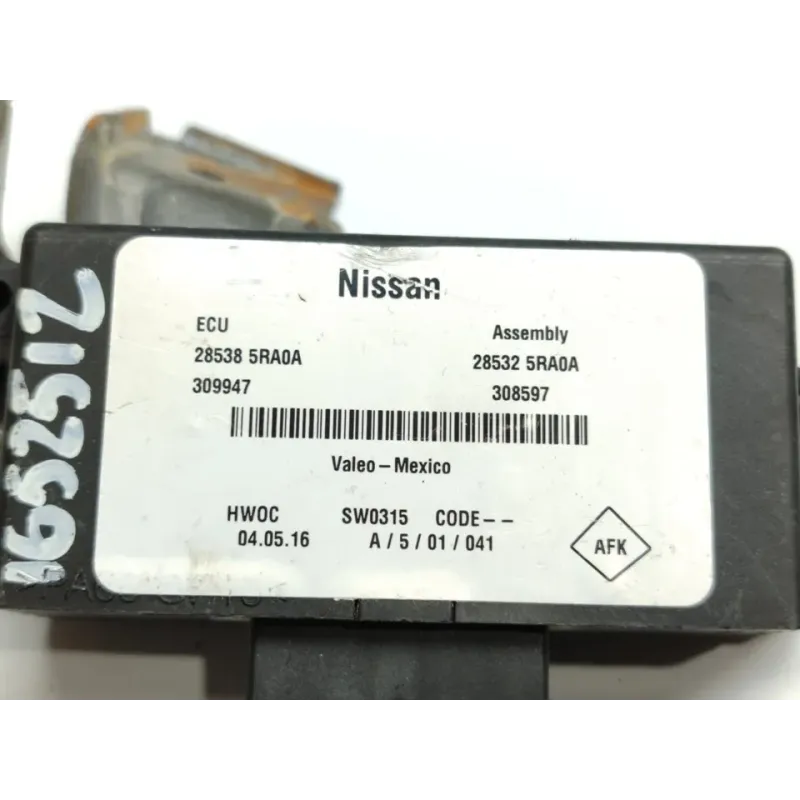 Nissan
ECU
Assembly
28538 5RA0A
28532 5RA0A
309947
308597
Valeo-Mexico
HWOC SW0315 CODE--
04.05.16 A/5/01/041
AFK
1652512